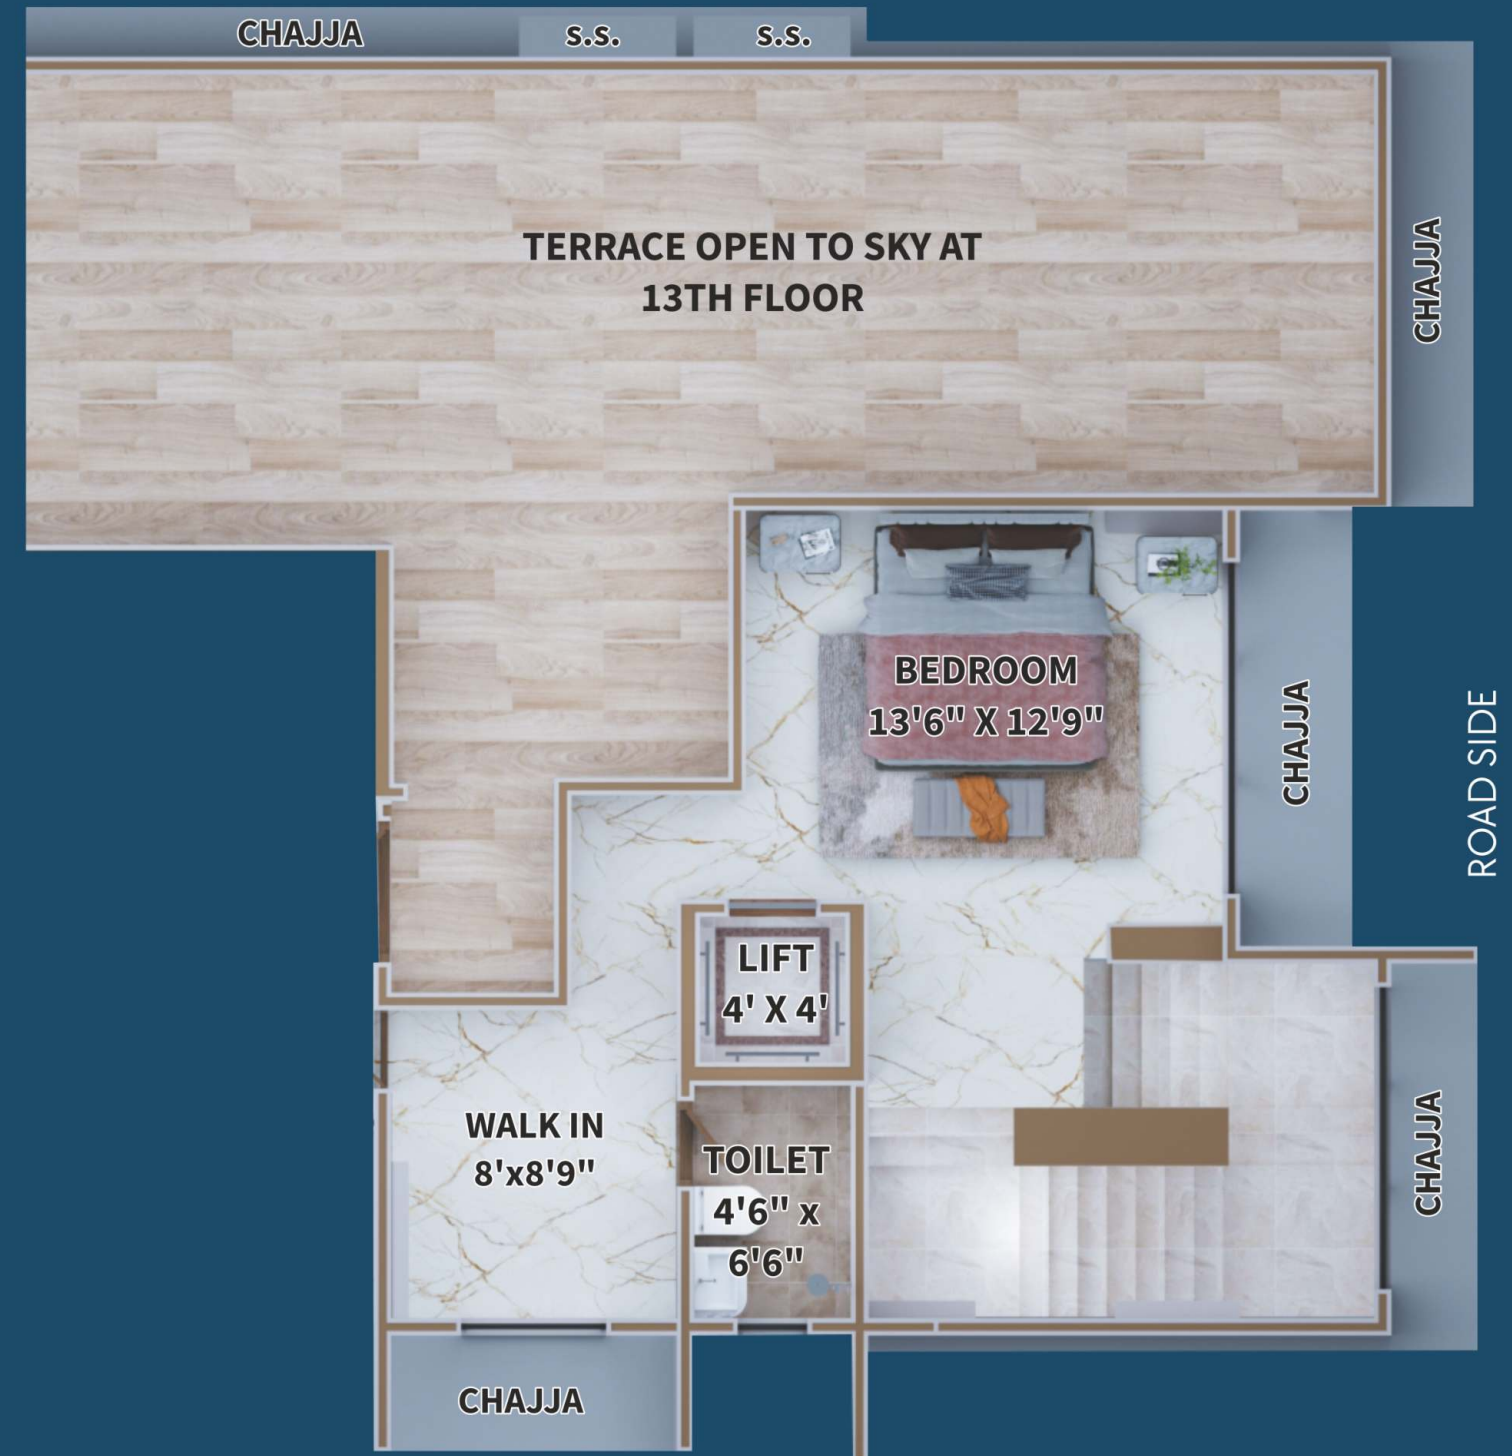 CHAJJA
S.S.
S.S.
TERRACE OPEN TO SKY AT
13TH FLOOR
CHAJJA
BEDROOM
13'6" X 12'9"
CHAJJA
ROAD SIDE
LIFT
4' X 4'
WALK IN
8'x8'9"
TOILET
4'6" x
6'6"
CHAJJA
CHAJJA